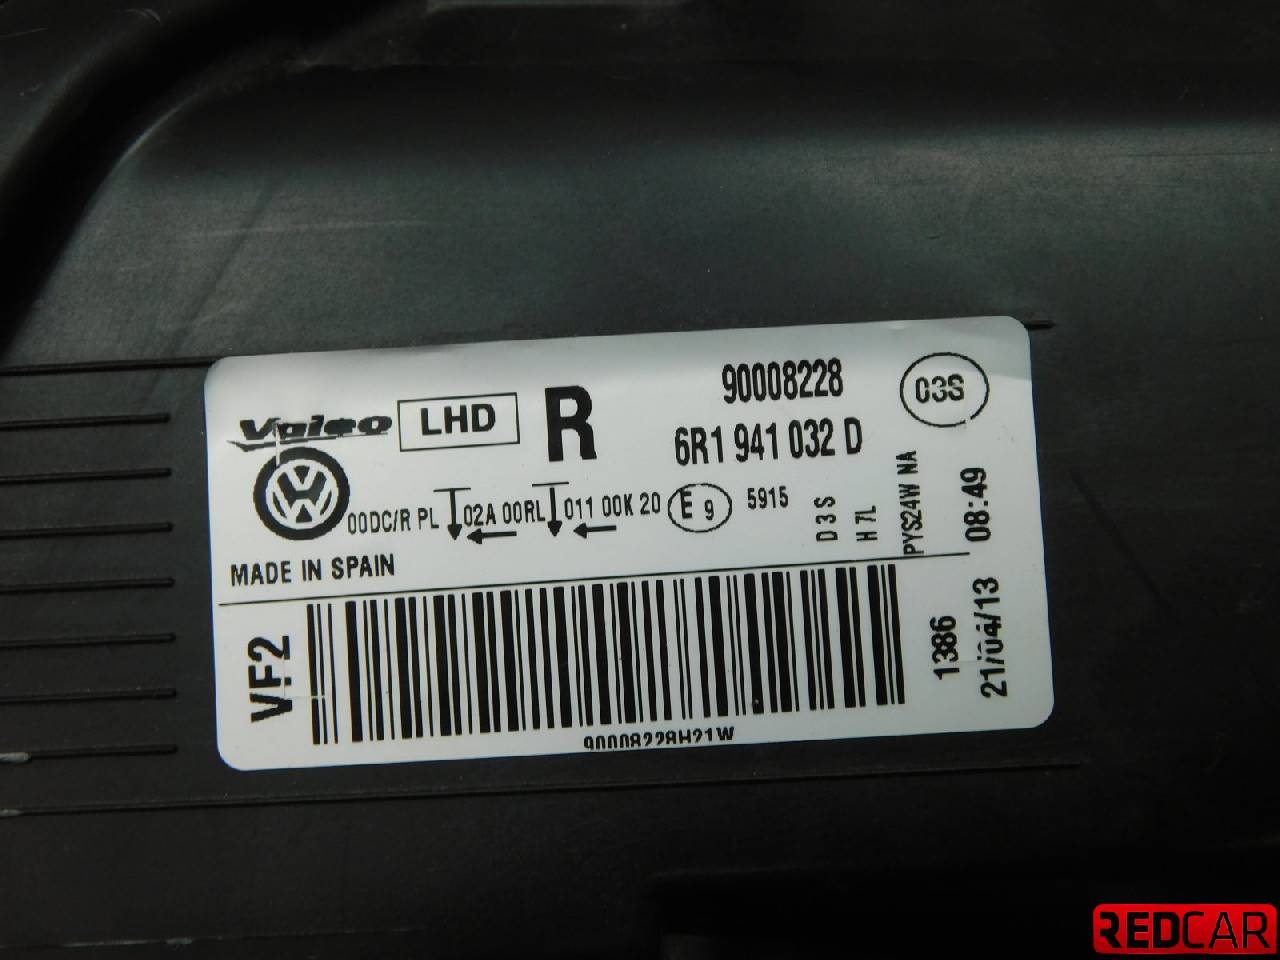 Valeo LHD R 90008228 03S
6R1 941 032 D
00DC/R PL 02A 00RL 011 00K 20 E 9 5915
D3S
H7L
PYS24W NA
08:49
MADE IN SPAIN
VF2
1386
21/04/13
90008228H21W
REDCAR